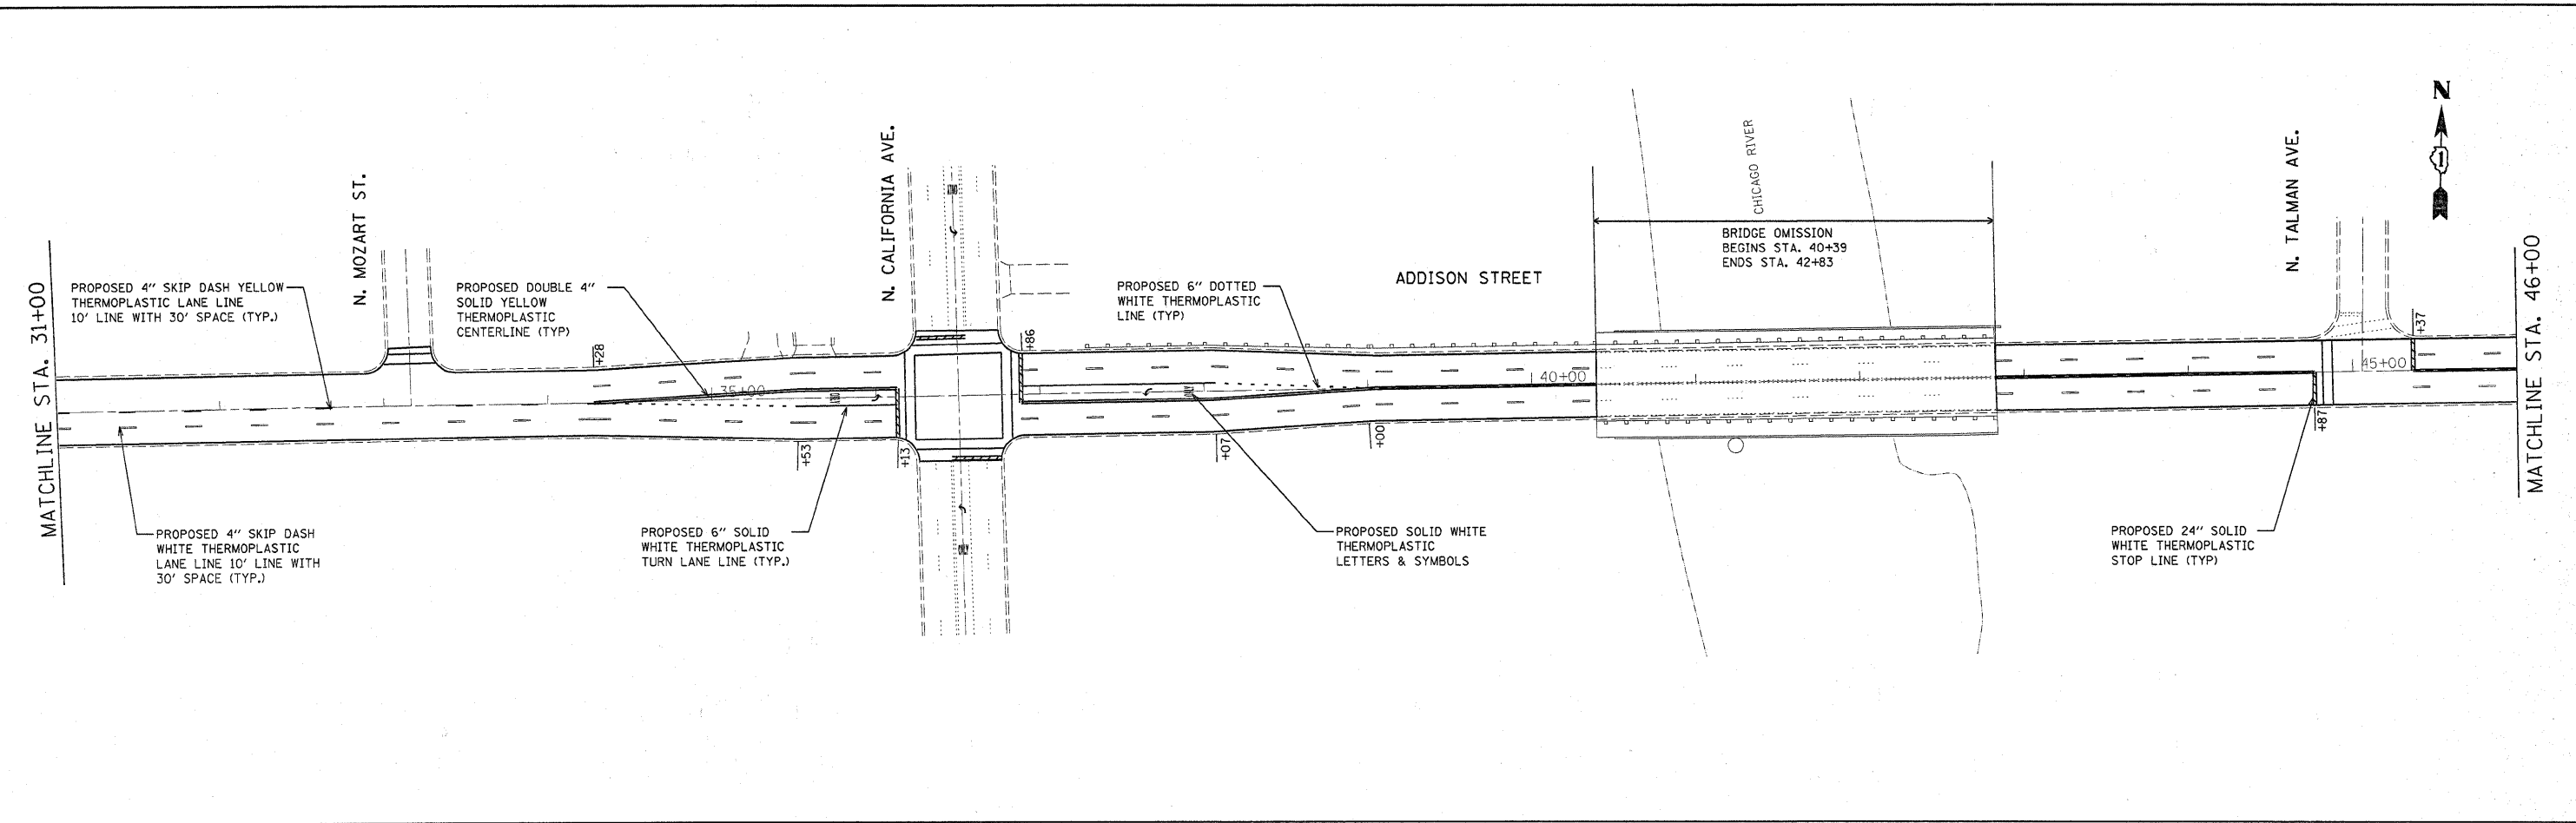 MATCHLINE STA. 31+00
PROPOSED 4" SKIP DASH YELLOW
THERMOPLASTIC LANE LINE
10' LINE WITH 30' SPACE (TYP.)
N. MOZART ST.
PROPOSED DOUBLE 4"
SOLID YELLOW
THERMOPLASTIC
CENTERLINE (TYP)
+28
35+00
N. CALIFORNIA AVE.
+86
PROPOSED 6" DOTTED
WHITE THERMOPLASTIC
LINE (TYP)
ADDISON STREET
CHICAGO RIVER
BRIDGE OMISSION
BEGINS STA. 40+39
ENDS STA. 42+83
40+00
N. TALMAN AVE.
N
1
+37
45+00
MATCHLINE STA. 46+00
ONLY
ONLY
ONLY
ONLY
+53
+13
+07
+00
+87
PROPOSED 4" SKIP DASH
WHITE THERMOPLASTIC
LANE LINE 10' LINE WITH
30' SPACE (TYP.)
PROPOSED 6" SOLID
WHITE THERMOPLASTIC
TURN LANE LINE (TYP.)
PROPOSED SOLID WHITE
THERMOPLASTIC
LETTERS & SYMBOLS
PROPOSED 24" SOLID
WHITE THERMOPLASTIC
STOP LINE (TYP)